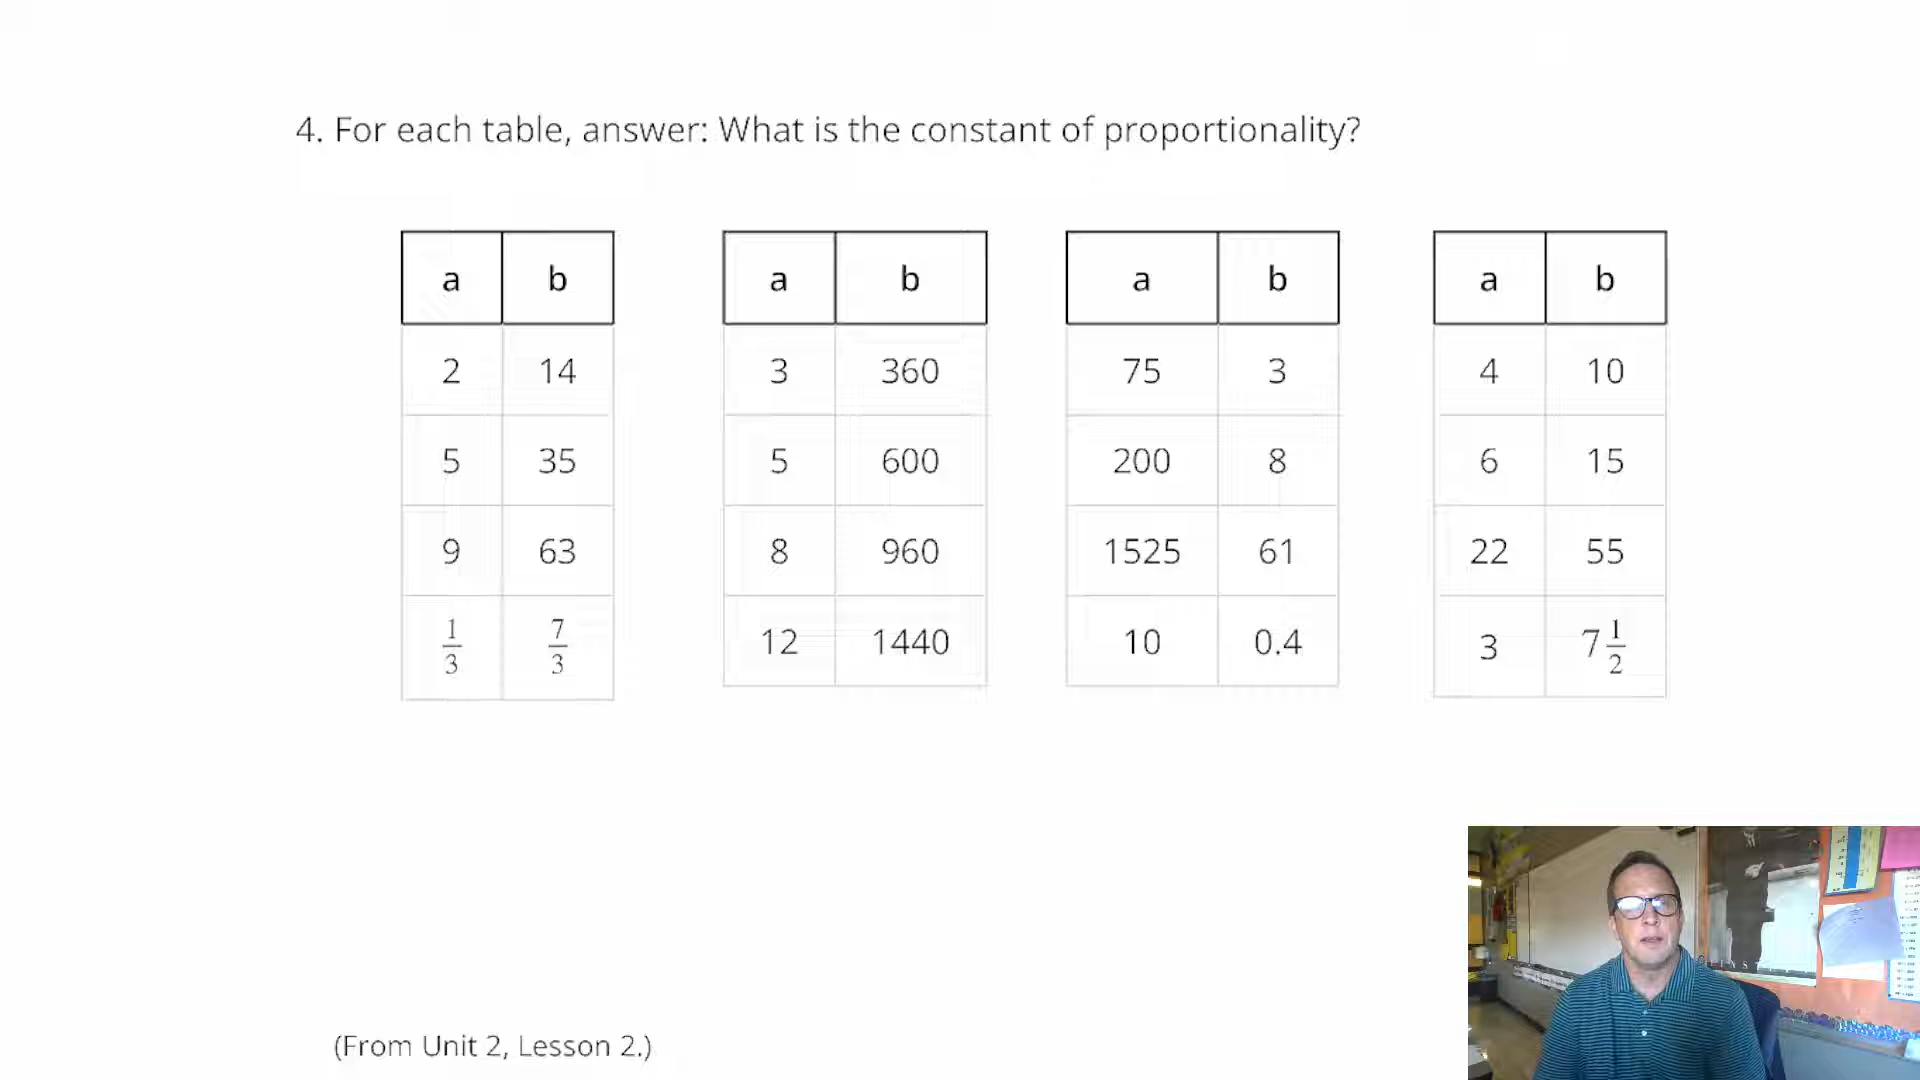 4. For each table, answer: What is the constant of proportionality?
a b a b a b a b
2 14 3 360 75 3 4 10
5 35 5 600 200 8 6 15
9 63 8 960 1525 61 22 55
1/3 7/3 12 1440 10 0.4 3 7 1/2
(From Unit 2, Lesson 2.)